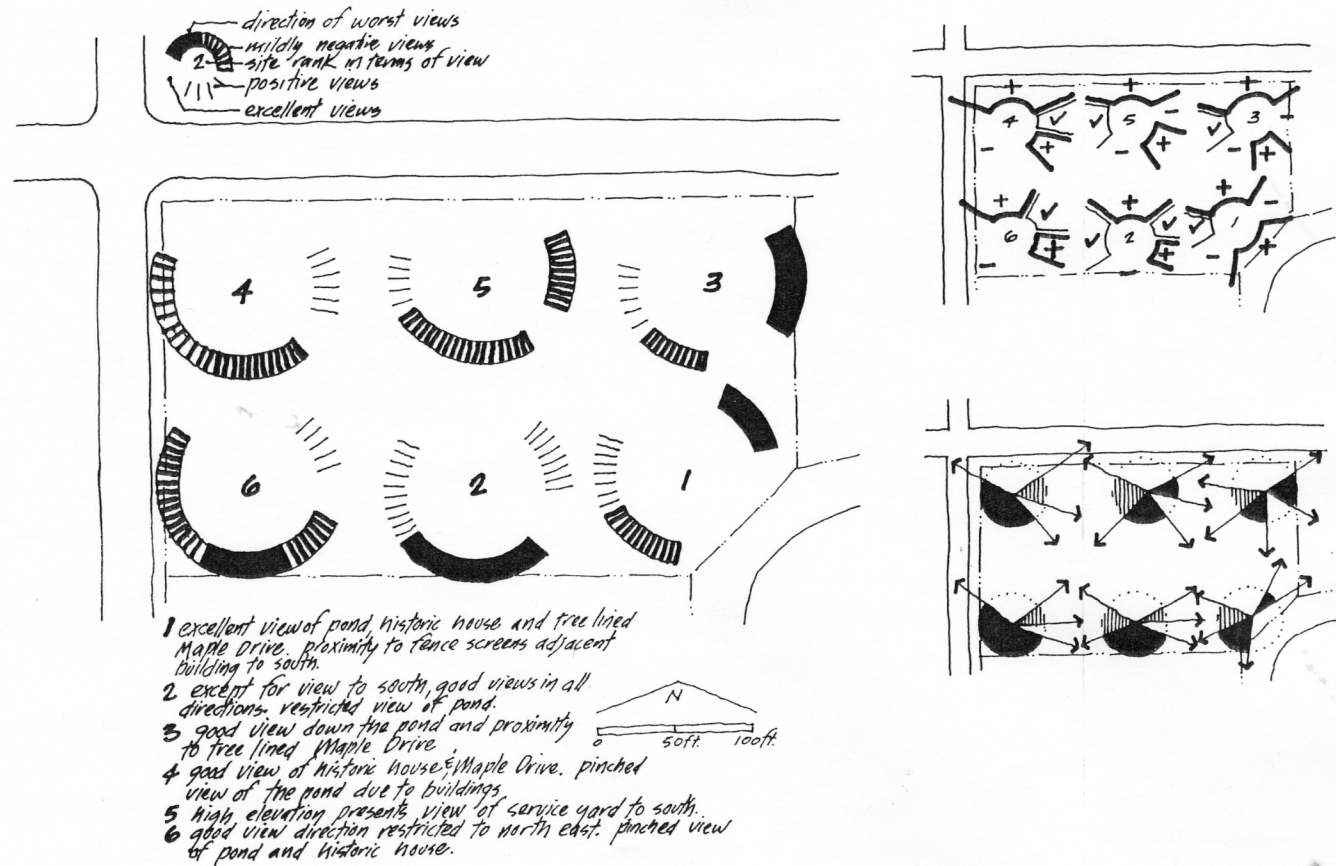 direction of worst views
mildly negative views
2 site rank in terms of view
positive views
excellent views
4 5 3
6 2 1
1 excellent view of pond, historic house and tree lined
Maple Drive. proximity to fence screens adjacent
building to south.
2 except for view to south, good views in all
directions. restricted view of pond.
3 good view down the pond and proximity
to tree lined Maple Drive
4 good view of historic house & Maple Drive. pinched
view of the pond due to buildings
5 high elevation presents view of service yard to south.
6 good view direction restricted to north east. pinched view
of pond and historic house.
N
0 50ft. 100ft.
+ + +
4 ✓ ✓ 5 - ✓ 3
- + - + - +
+ + + -
6 ✓ ✓ 2 ✓ ✓ 1
- + - + - +